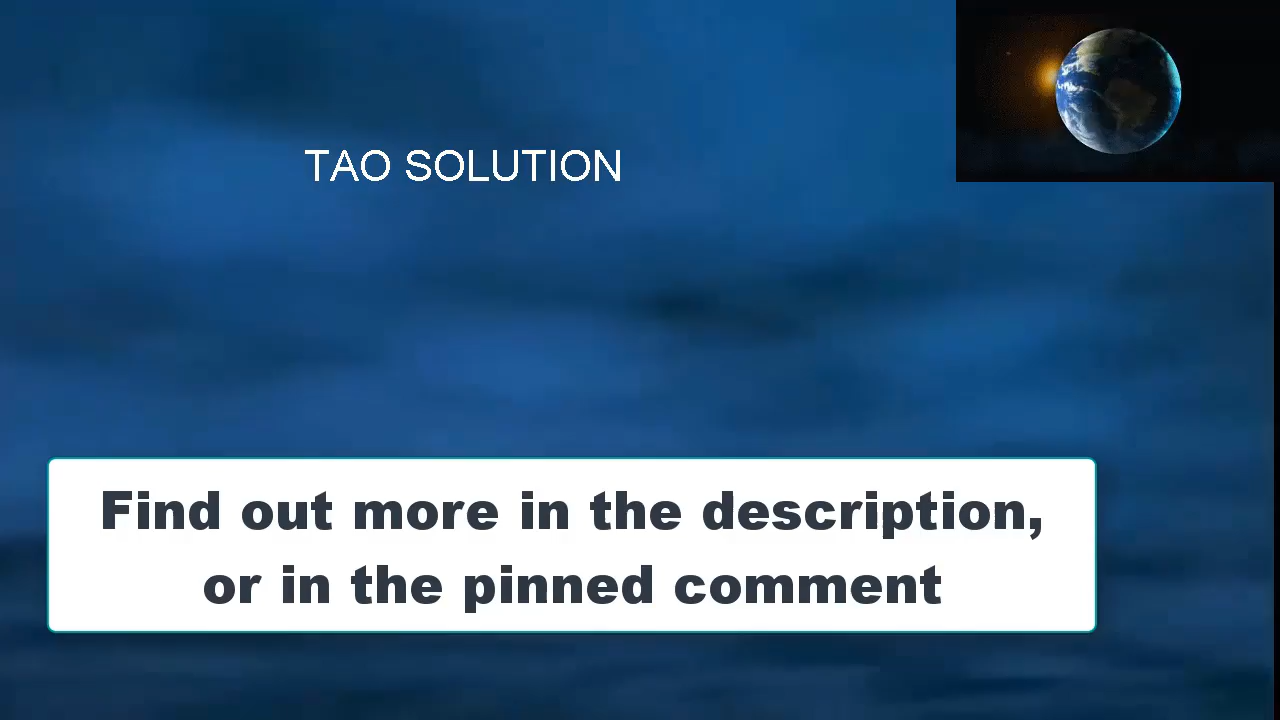 TAO SOLUTION
Find out more in the description,
or in the pinned comment